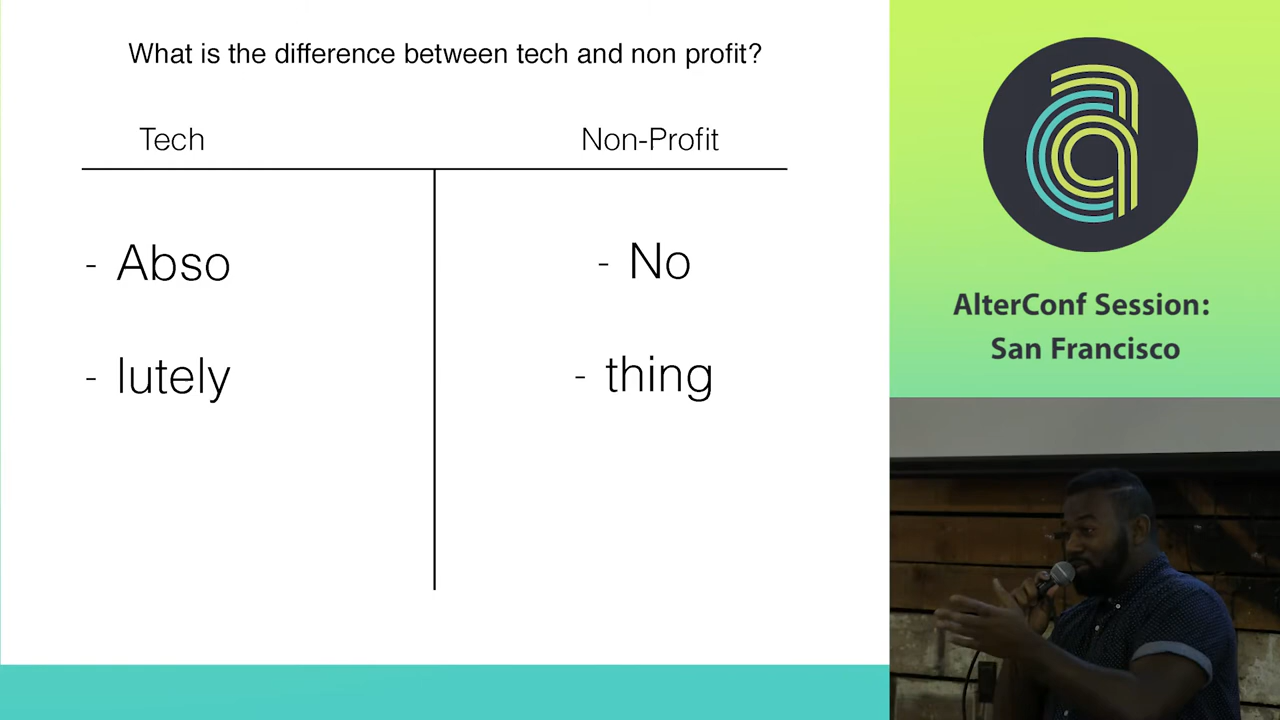 What is the difference between tech and non profit?
Tech
Non-Profit
- Abso
- No
- lutely
- thing
AlterConf Session:
San Francisco